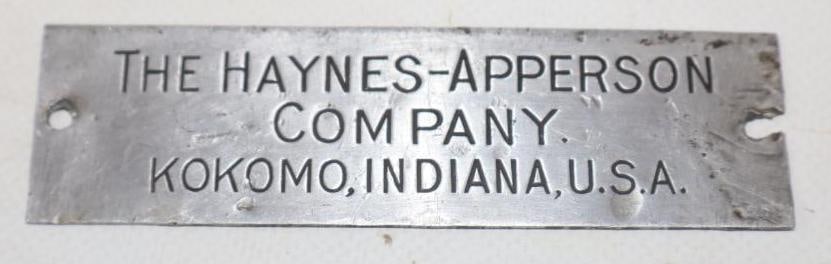 THE HAYNES-APPERSON
COMPANY.
KOKOMO, INDIANA, U.S.A.